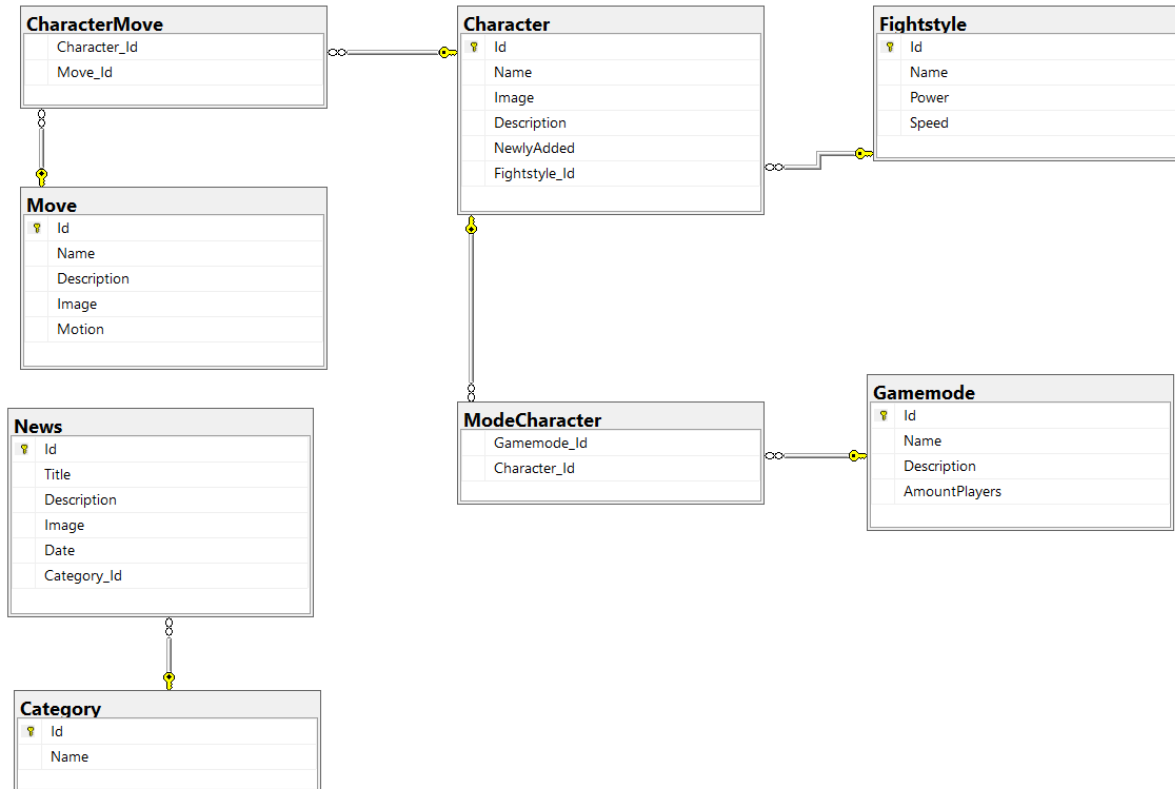 CharacterMove
Character_Id
Move_Id
Character
Id
Name
Image
Description
NewlyAdded
Fightstyle_Id
Fightstyle
Id
Name
Power
Speed
Move
Id
Name
Description
Image
Motion
ModeCharacter
Gamemode_Id
Character_Id
Gamemode
Id
Name
Description
AmountPlayers
News
Id
Title
Description
Image
Date
Category_Id
Category
Id
Name